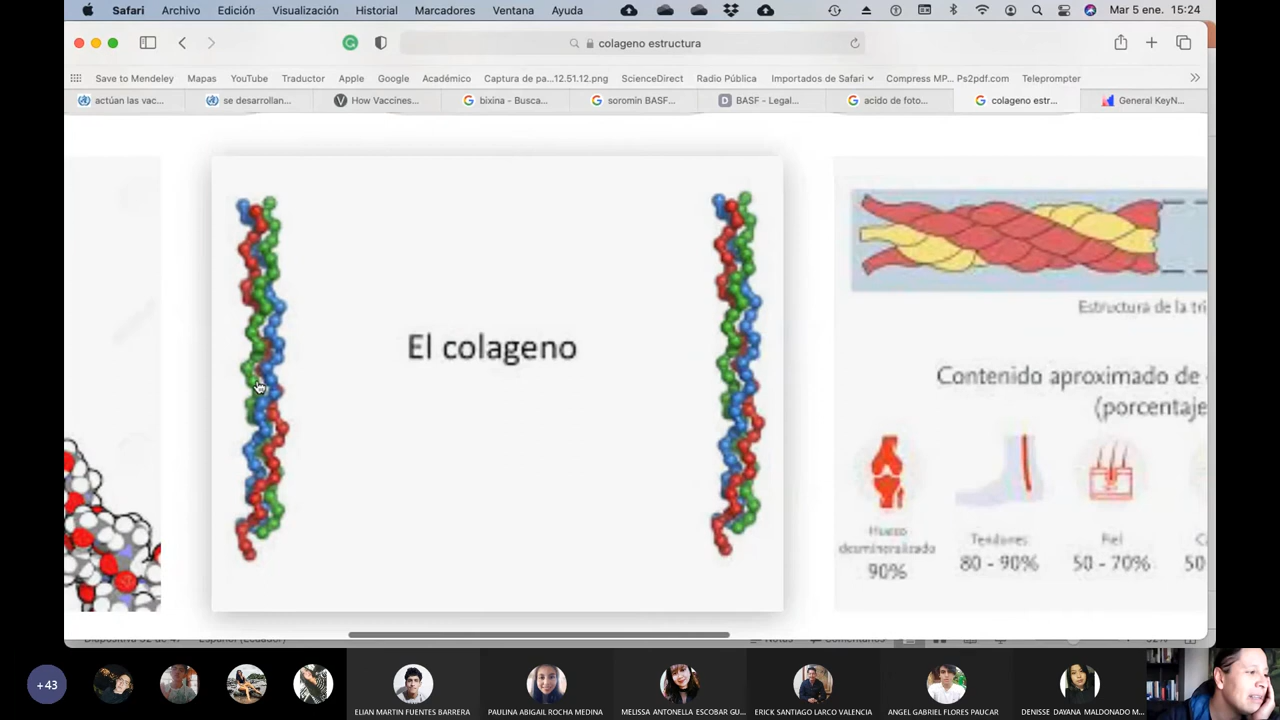 Safari Archivo Edición Visualización Historial Marcadores Ventana Ayuda Mar 5 ene. 15:24
colageno estructura
Save to Mendeley Mapas YouTube Traductor Apple Google Académico Captura de pa...12.51.12.png ScienceDirect Radio Pública Importados de Safari Compress MP... Ps2pdf.com Teleprompter
actúan las vac... se desarrollan... How Vaccines... bixina - Busca... soromin BASF... BASF - Legal... acido de foto... colageno estr... General KeyN...
El colageno
Estructura de la tri
Contenido aproximado de
(porcentaje
Hueso desmineralizado 90%
Tendones 80 - 90%
Piel 50 - 70%
50
+43
ELIAN MARTIN FUENTES BARRERA
PAULINA ABIGAIL ROCHA MEDINA
MELISSA ANTONELLA ESCOBAR GU...
ERICK SANTIAGO LARCO VALENCIA
ANGEL GABRIEL FLORES PAUCAR
DENISSE DAYANA MALDONADO M...